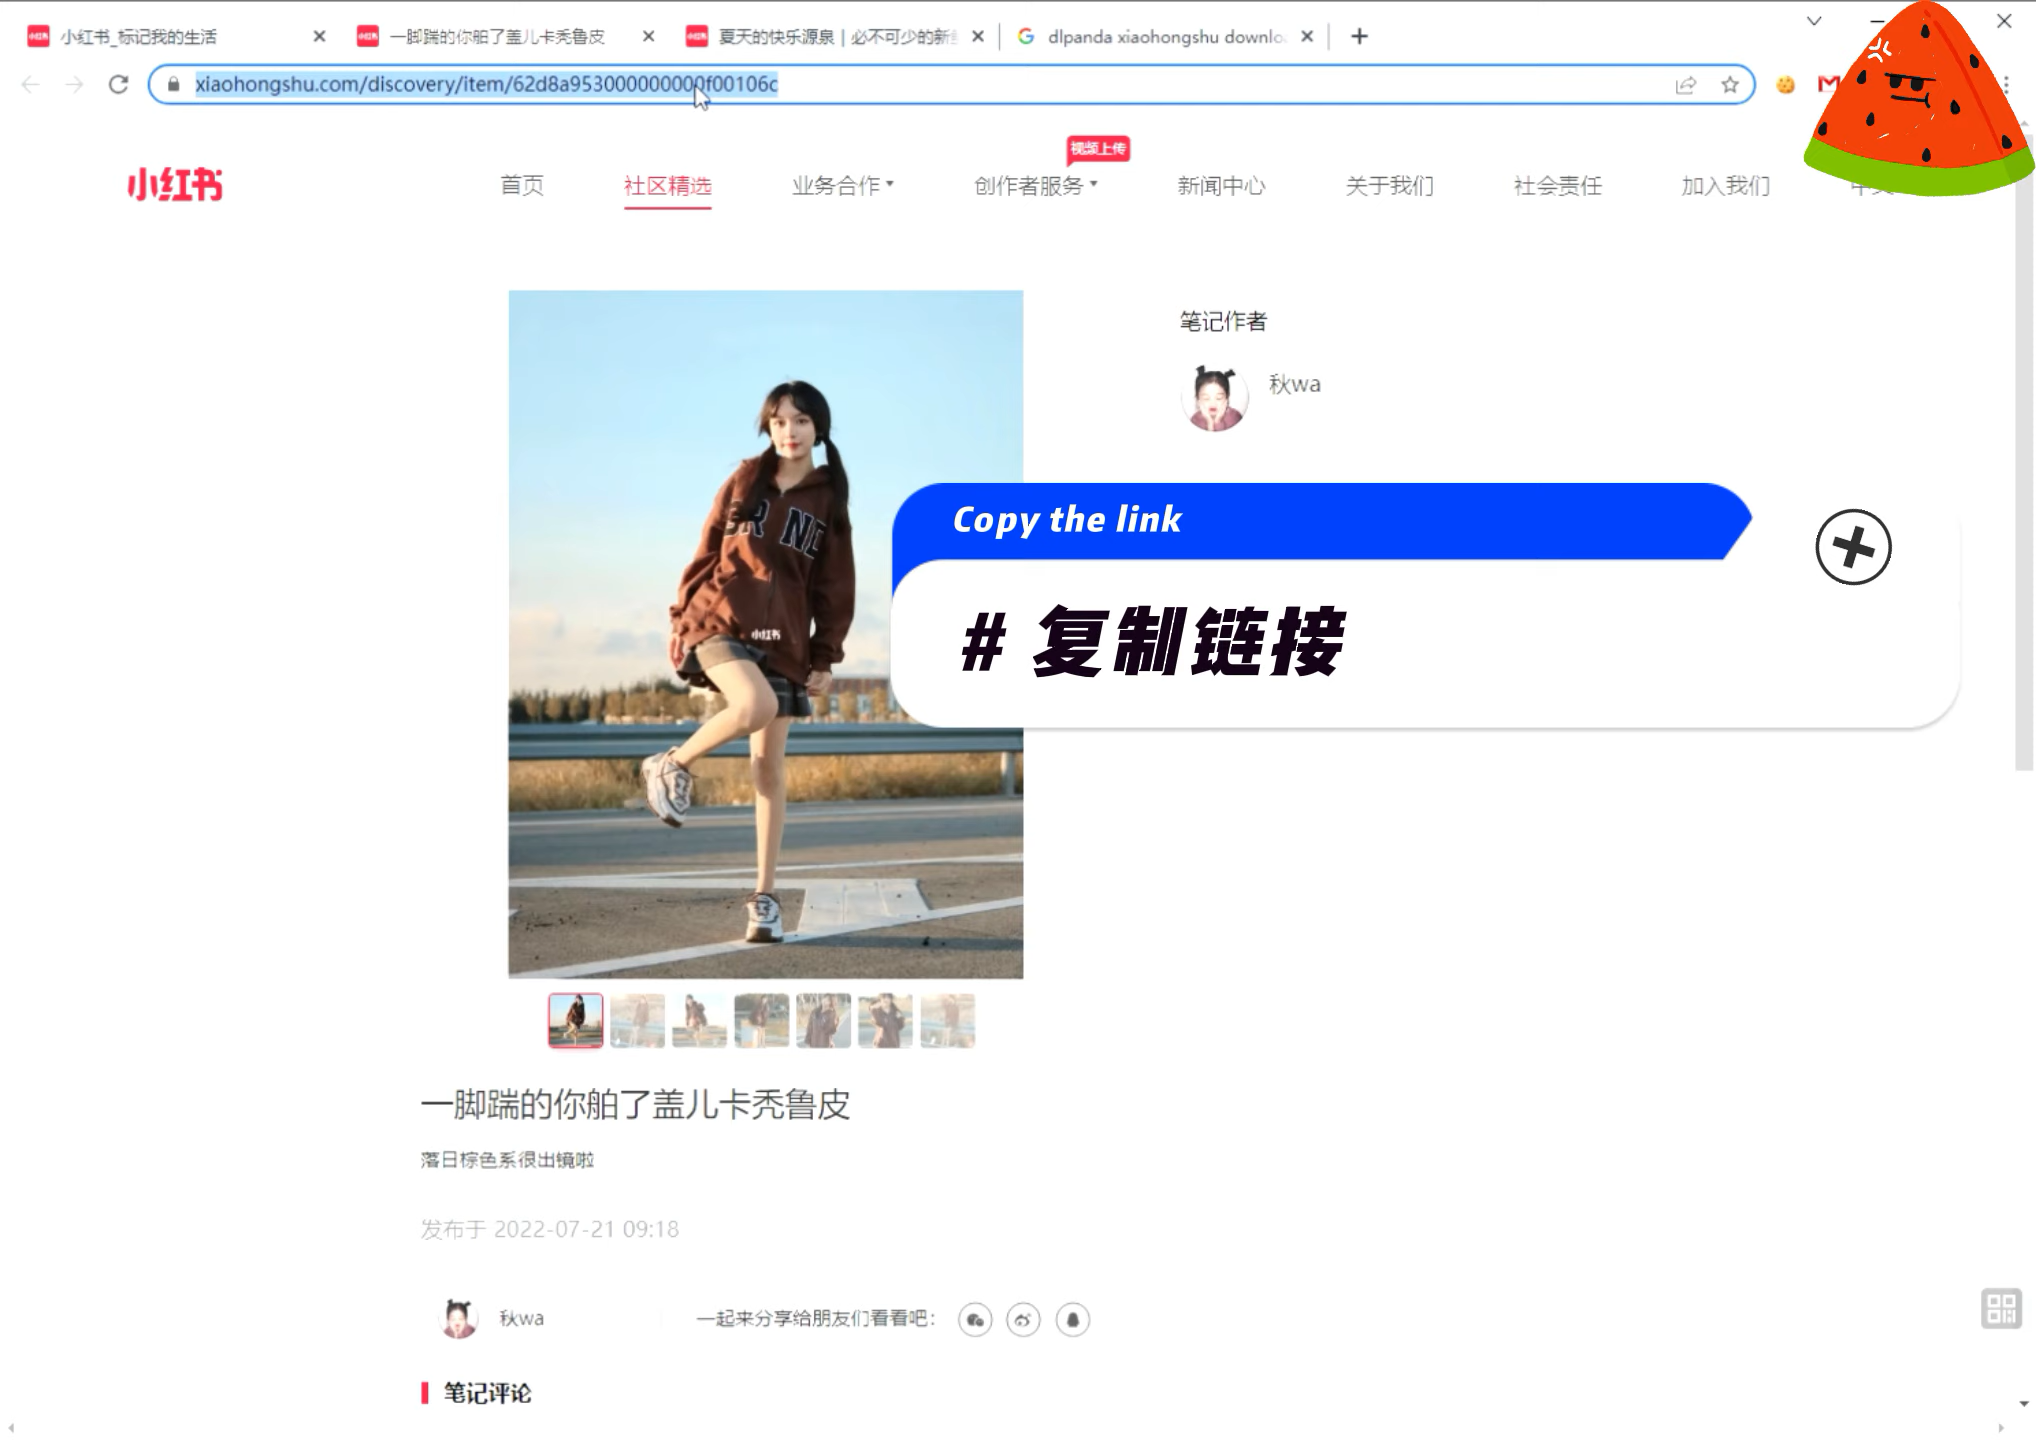 小红书_标记我的生活
一脚踹的你船了盖儿卡秃鲁皮
夏天的快乐源泉 | 必不可少的新
dlpanda xiaohongshu downlo
xiaohongshu.com/discovery/item/62d8a953000000000f00106c
视频上传
小红书
首页
社区精选
业务合作
创作者服务
新闻中心
关于我们
社会责任
加入我们
中文
笔记作者
秋wa
Copy the link
# 复制链接
小红书
一脚踹的你船了盖儿卡秃鲁皮
落日棕色系很出镜啦
发布于 2022-07-21 09:18
秋wa
一起来分享给朋友们看看吧:
笔记评论